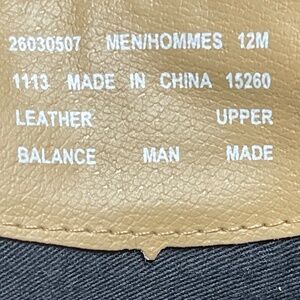 26030507 MEN/HOMMES 12M
1113 MADE IN CHINA 15260
LEATHER UPPER
BALANCE MAN MADE